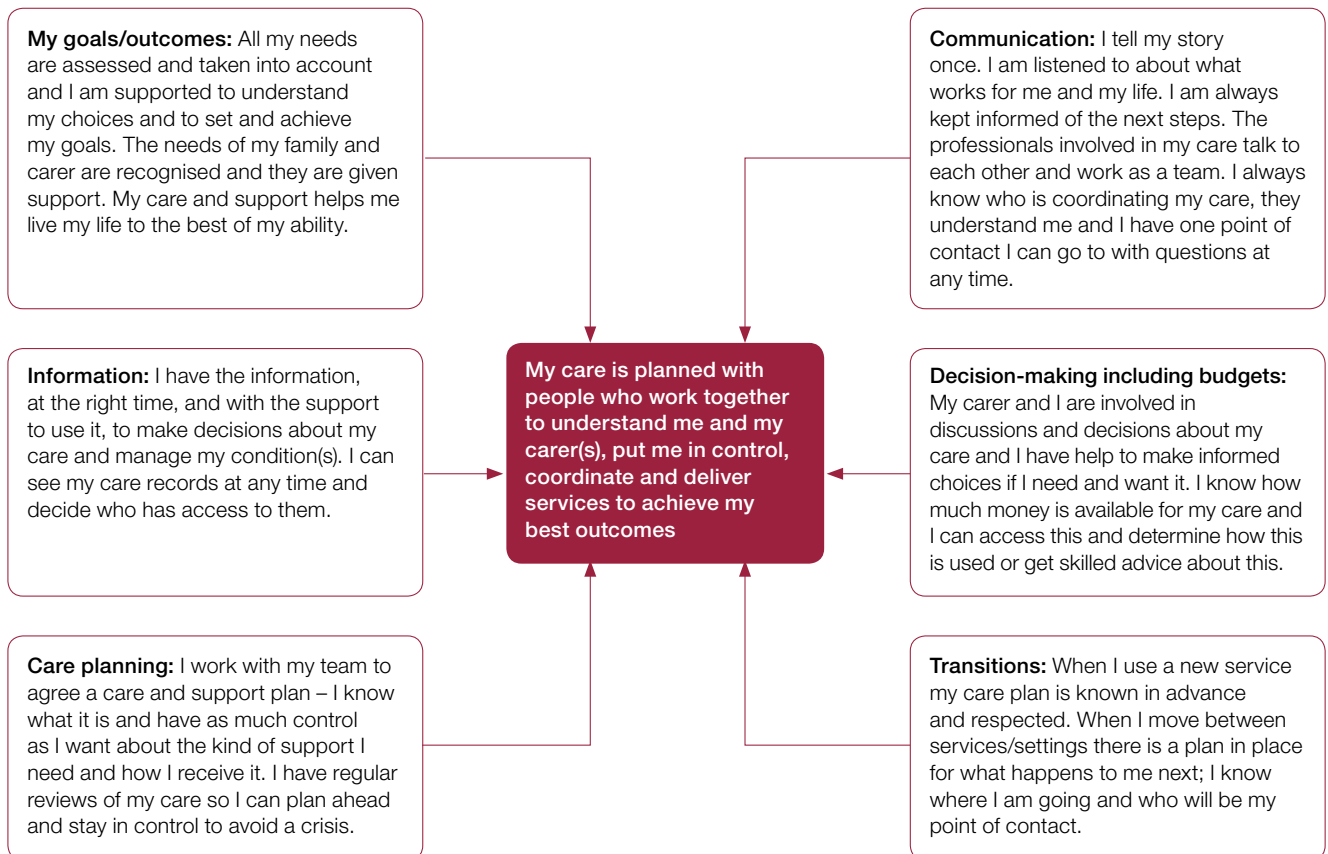 My goals/outcomes: All my needs
are assessed and taken into account
and I am supported to understand
my choices and to set and achieve
my goals. The needs of my family and
carer are recognised and they are given
support. My care and support helps me
live my life to the best of my ability.
Communication: I tell my story
once. I am listened to about what
works for me and my life. I am always
kept informed of the next steps. The
professionals involved in my care talk to
each other and work as a team. I always
know who is coordinating my care, they
understand me and I have one point of
contact I can go to with questions at
any time.
Information: I have the information,
at the right time, and with the support
to use it, to make decisions about my
care and manage my condition(s). I can
see my care records at any time and
decide who has access to them.
My care is planned with
people who work together
to understand me and my
carer(s), put me in control,
coordinate and deliver
services to achieve my
best outcomes
Decision-making including budgets:
My carer and I are involved in
discussions and decisions about my
care and I have help to make informed
choices if I need and want it. I know how
much money is available for my care and
I can access this and determine how this
is used or get skilled advice about this.
Care planning: I work with my team to
agree a care and support plan – I know
what it is and have as much control
as I want about the kind of support I
need and how I receive it. I have regular
reviews of my care so I can plan ahead
and stay in control to avoid a crisis.
Transitions: When I use a new service
my care plan is known in advance
and respected. When I move between
services/settings there is a plan in place
for what happens to me next; I know
where I am going and who will be my
point of contact.